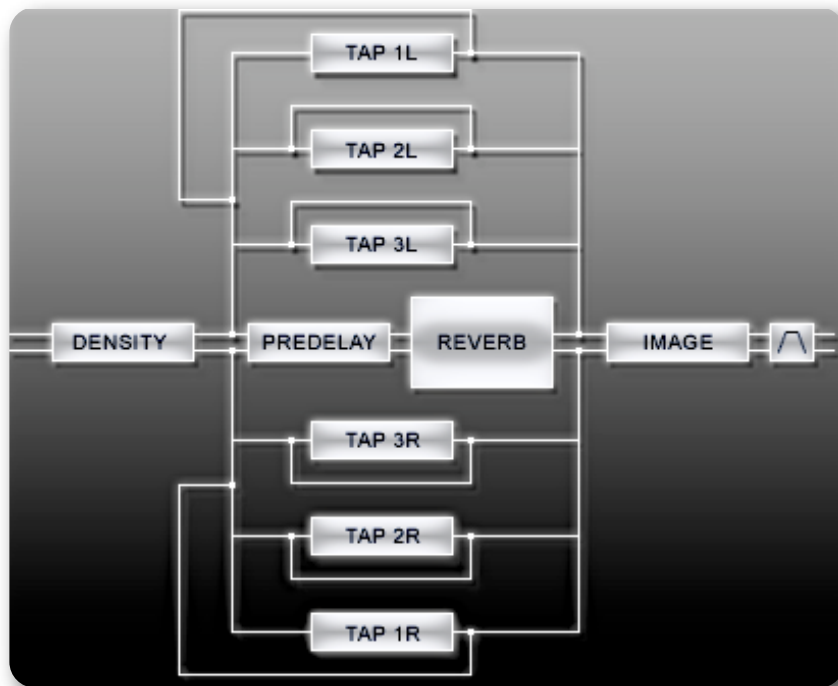 TAP 1L
TAP 2L
TAP 3L
DENSITY PREDELAY REVERB IMAGE
TAP 3R
TAP 2R
TAP 1R